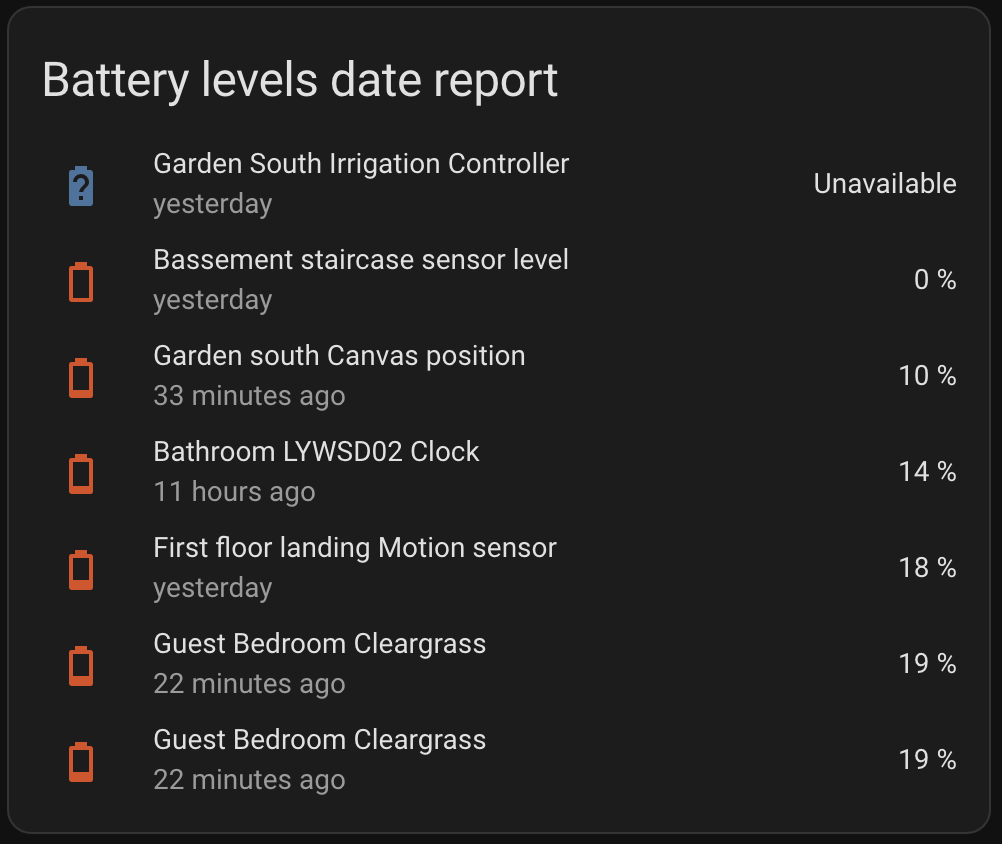 Battery levels date report
Garden South Irrigation Controller
yesterday
Unavailable
Bassement staircase sensor level
yesterday
0 %
Garden south Canvas position
33 minutes ago
10 %
Bathroom LYWSD02 Clock
11 hours ago
14 %
First floor landing Motion sensor
yesterday
18 %
Guest Bedroom Cleargrass
22 minutes ago
19 %
Guest Bedroom Cleargrass
22 minutes ago
19 %